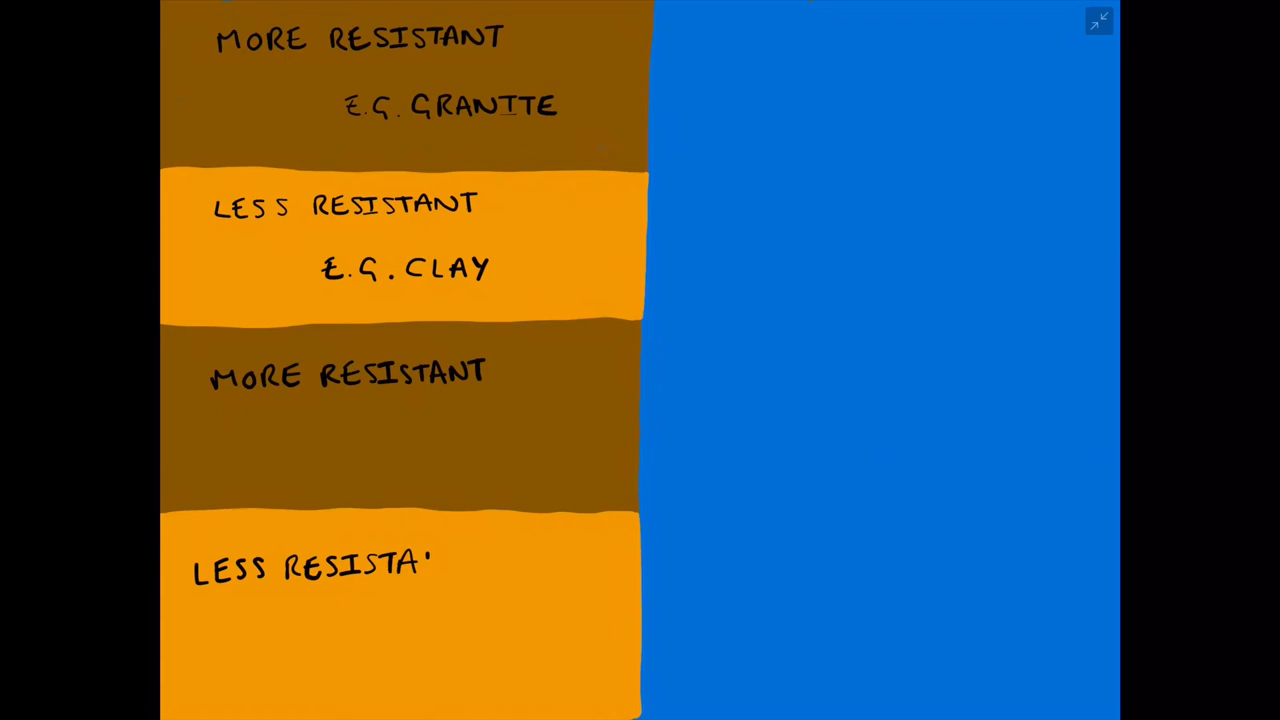 MORE RESISTANT
E.G. GRANITE
LESS RESISTANT
E.G. CLAY
MORE RESISTANT
LESS RESISTA'